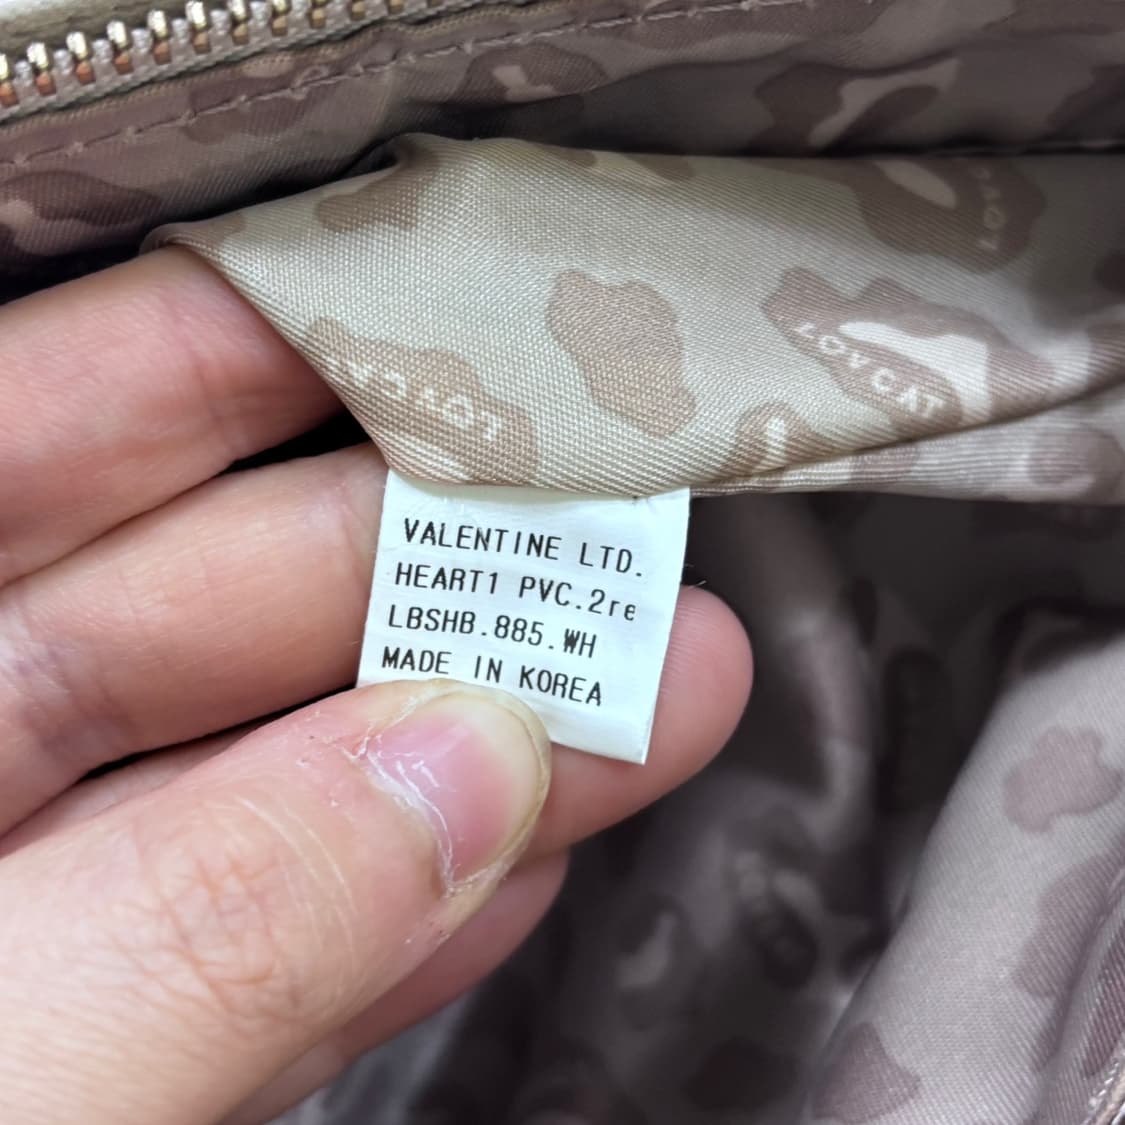 LOVCAT
LOVCAT
LOVCAT
VALENTINE LTD.
HEART1 PVC.2re
LBSHB.885.WH
MADE IN KOREA